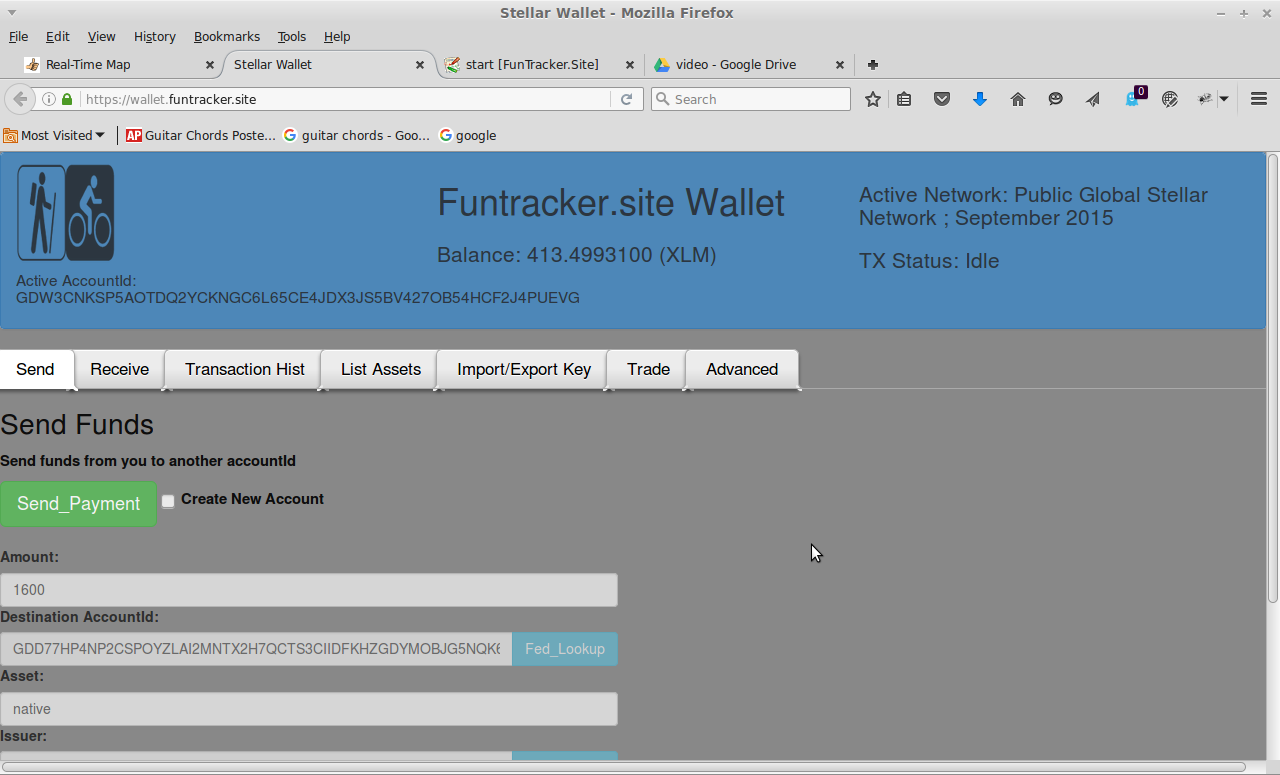 Stellar Wallet - Mozilla Firefox
File Edit View History Bookmarks Tools Help
Real-Time Map Stellar Wallet start [FunTracker.Site] video - Google Drive
https://wallet.funtracker.site Search 0
Most Visited AP Guitar Chords Poste... guitar chords - Goo... google
Funtracker.site Wallet
Balance: 413.4993100 (XLM)
Active Network: Public Global Stellar
Network ; September 2015
TX Status: Idle
Active AccountId:
GDW3CNKSP5AOTDQ2YCKNGC6L65CE4JDX3JS5BV427OB54HCF2J4PUEVG
Send Receive Transaction Hist List Assets Import/Export Key Trade Advanced
Send Funds
Send funds from you to another accountId
Send_Payment Create New Account
Amount:
1600
Destination AccountId:
GDD77HP4NP2CSPOYZLAI2MNTX2H7QCTS3CIIDFKHZGDYMOBJG5NQK6 Fed_Lookup
Asset:
native
Issuer: